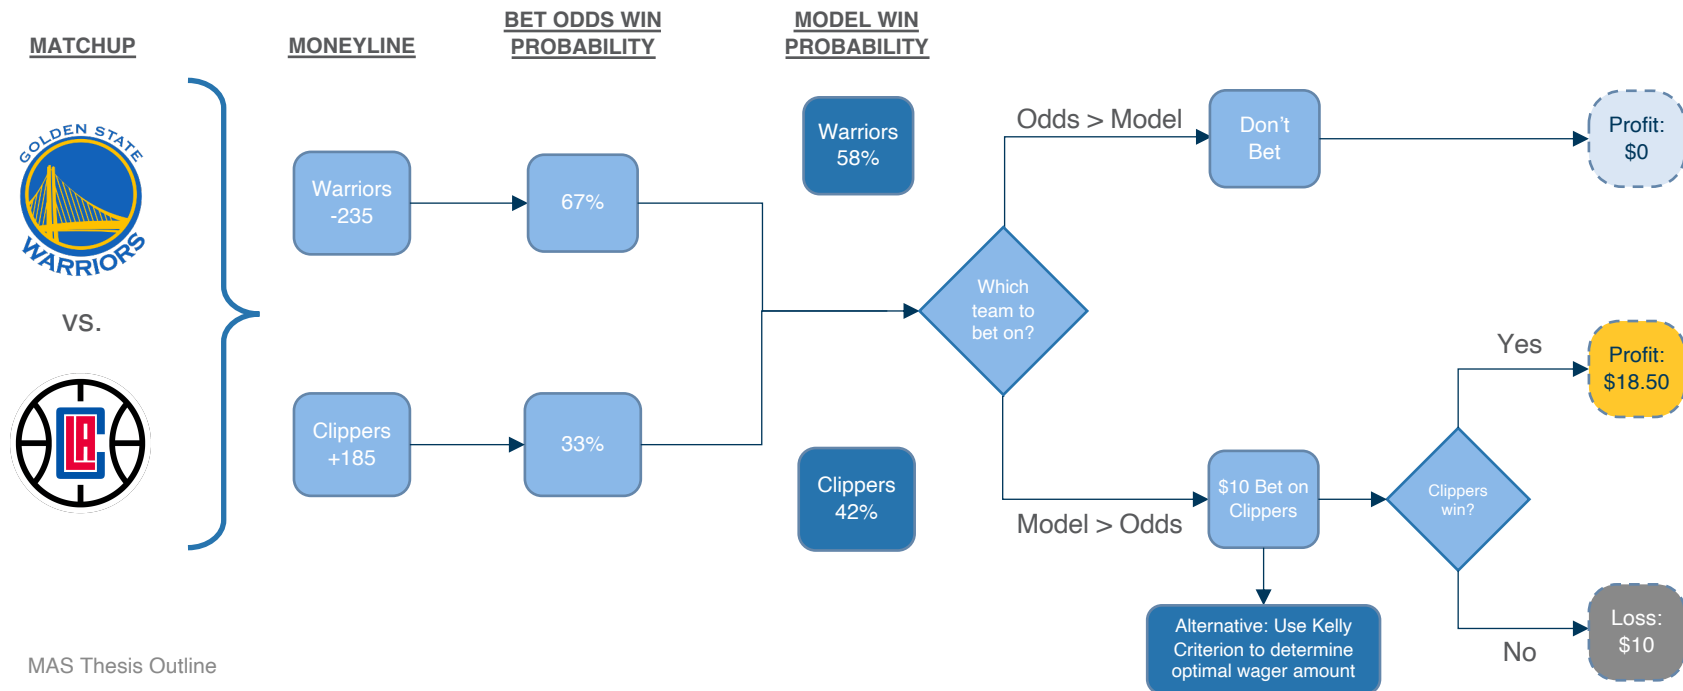 MATCHUP
MONEYLINE
BET ODDS WIN
PROBABILITY
MODEL WIN
PROBABILITY
GOLDEN STATE
WARRIORS
vs.
LAC
Warriors
-235
67%
Clippers
+185
33%
Warriors
58%
Clippers
42%
Which
team to
bet on?
Odds > Model
Don’t
Bet
Profit:
$0
Model > Odds
$10 Bet on
Clippers
Clippers
win?
Yes
Profit:
$18.50
No
Loss:
$10
Alternative: Use Kelly
Criterion to determine
optimal wager amount
MAS Thesis Outline